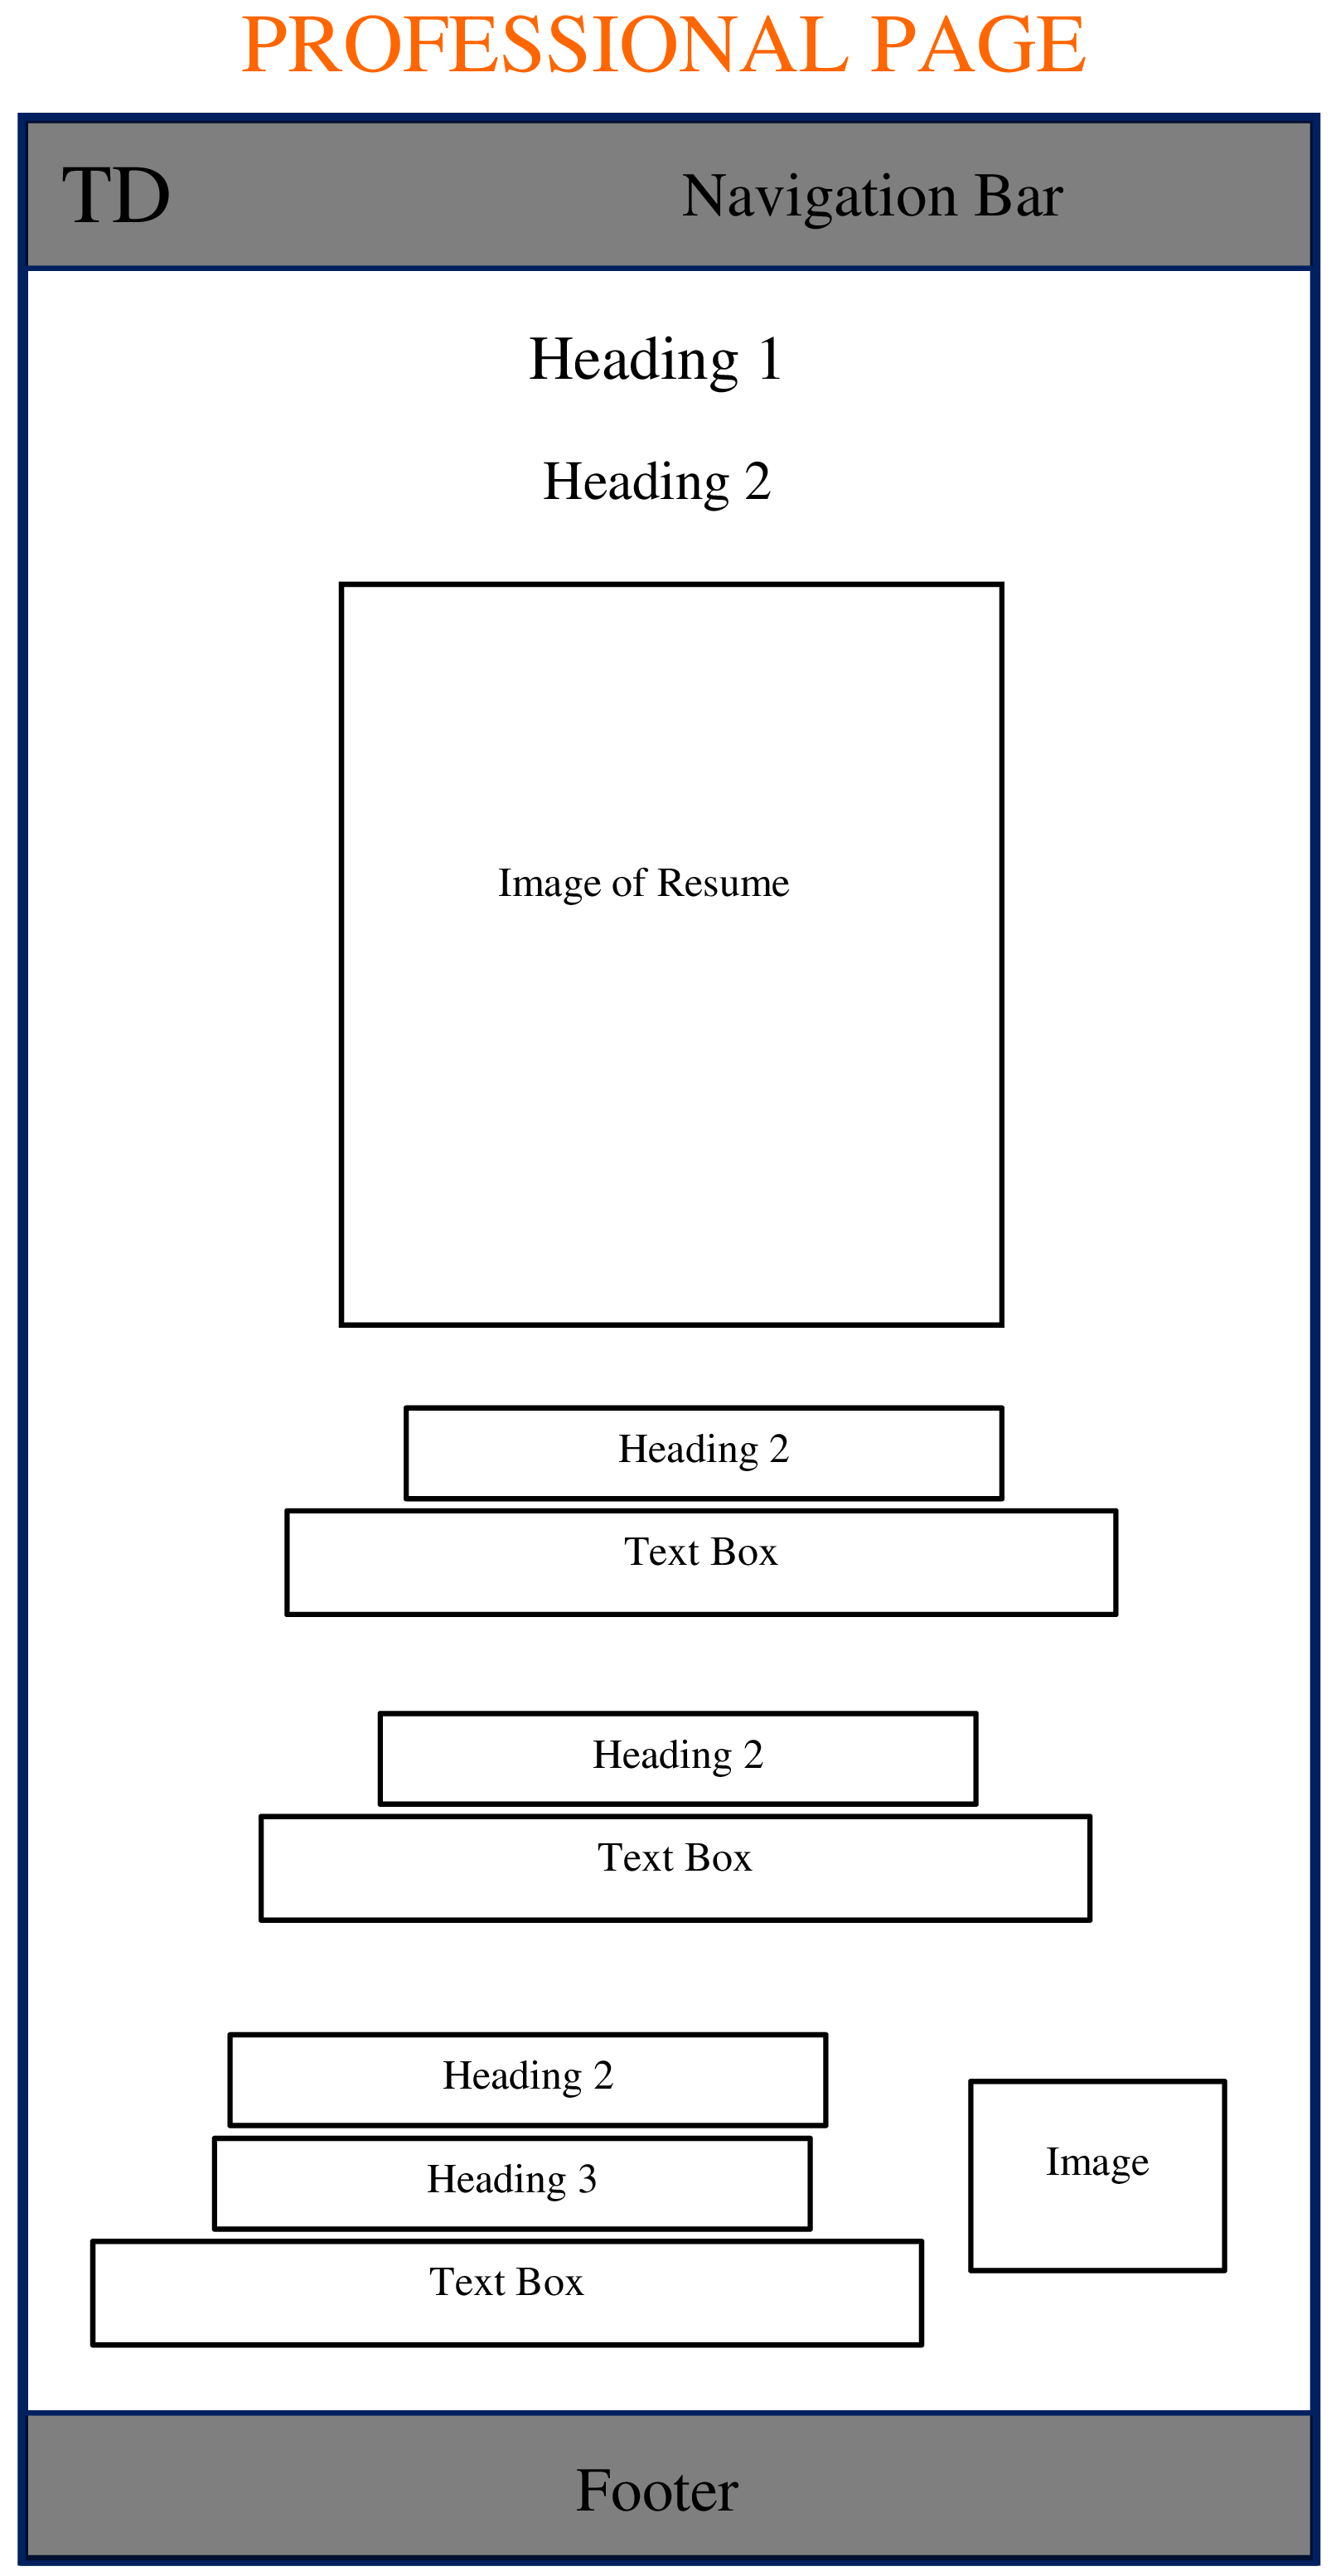 PROFESSIONAL PAGE
TD Navigation Bar
Heading 1
Heading 2
Image of Resume
Heading 2
Text Box
Heading 2
Text Box
Heading 2
Heading 3
Text Box
Image
Footer